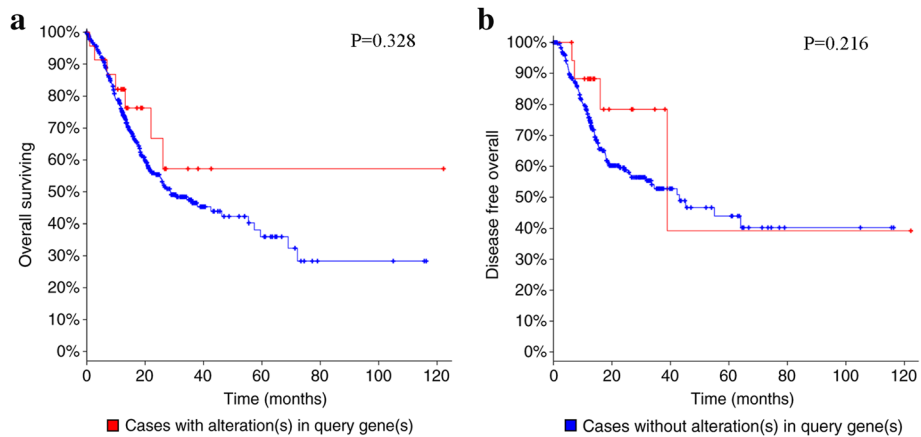 a
P=0.328
100%
90%
80%
70%
60%
50%
40%
30%
20%
10%
0%
Overall surviving
0 20 40 60 80 100 120
Time (months)
b
P=0.216
100%
90%
80%
70%
60%
50%
40%
30%
20%
10%
0%
Disease free overall
0 20 40 60 80 100 120
Time (months)
Cases with alteration(s) in query gene(s)
Cases without alteration(s) in query gene(s)